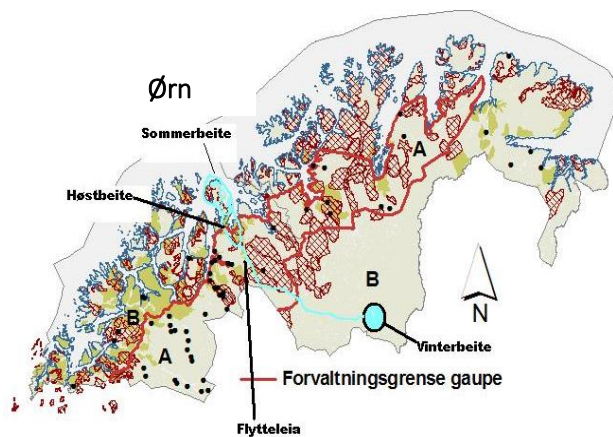 Ørn
Sommerbeite
Høstbeite
A
A
B
B
A
N
Vinterbeite
Forvaltningsgrense gaupe
Flytteleia